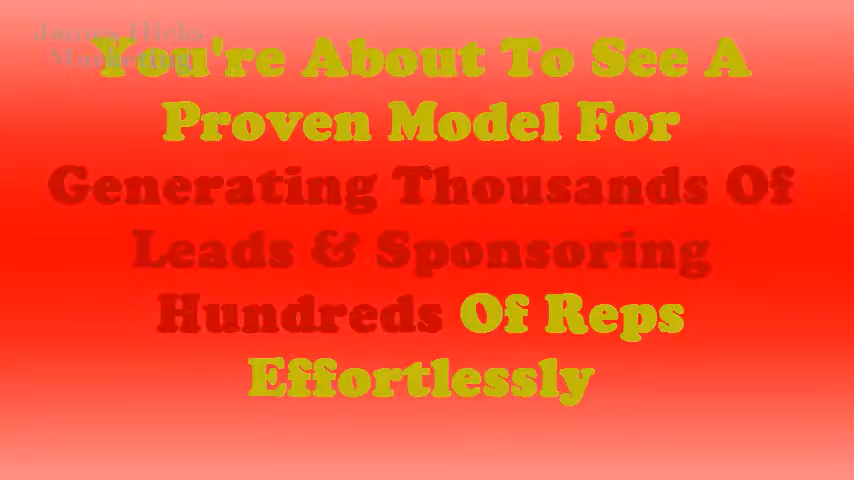 You're About To See A
Proven Model For
Generating Thousands Of
Leads & Sponsoring
Hundreds Of Reps
Effortlessly